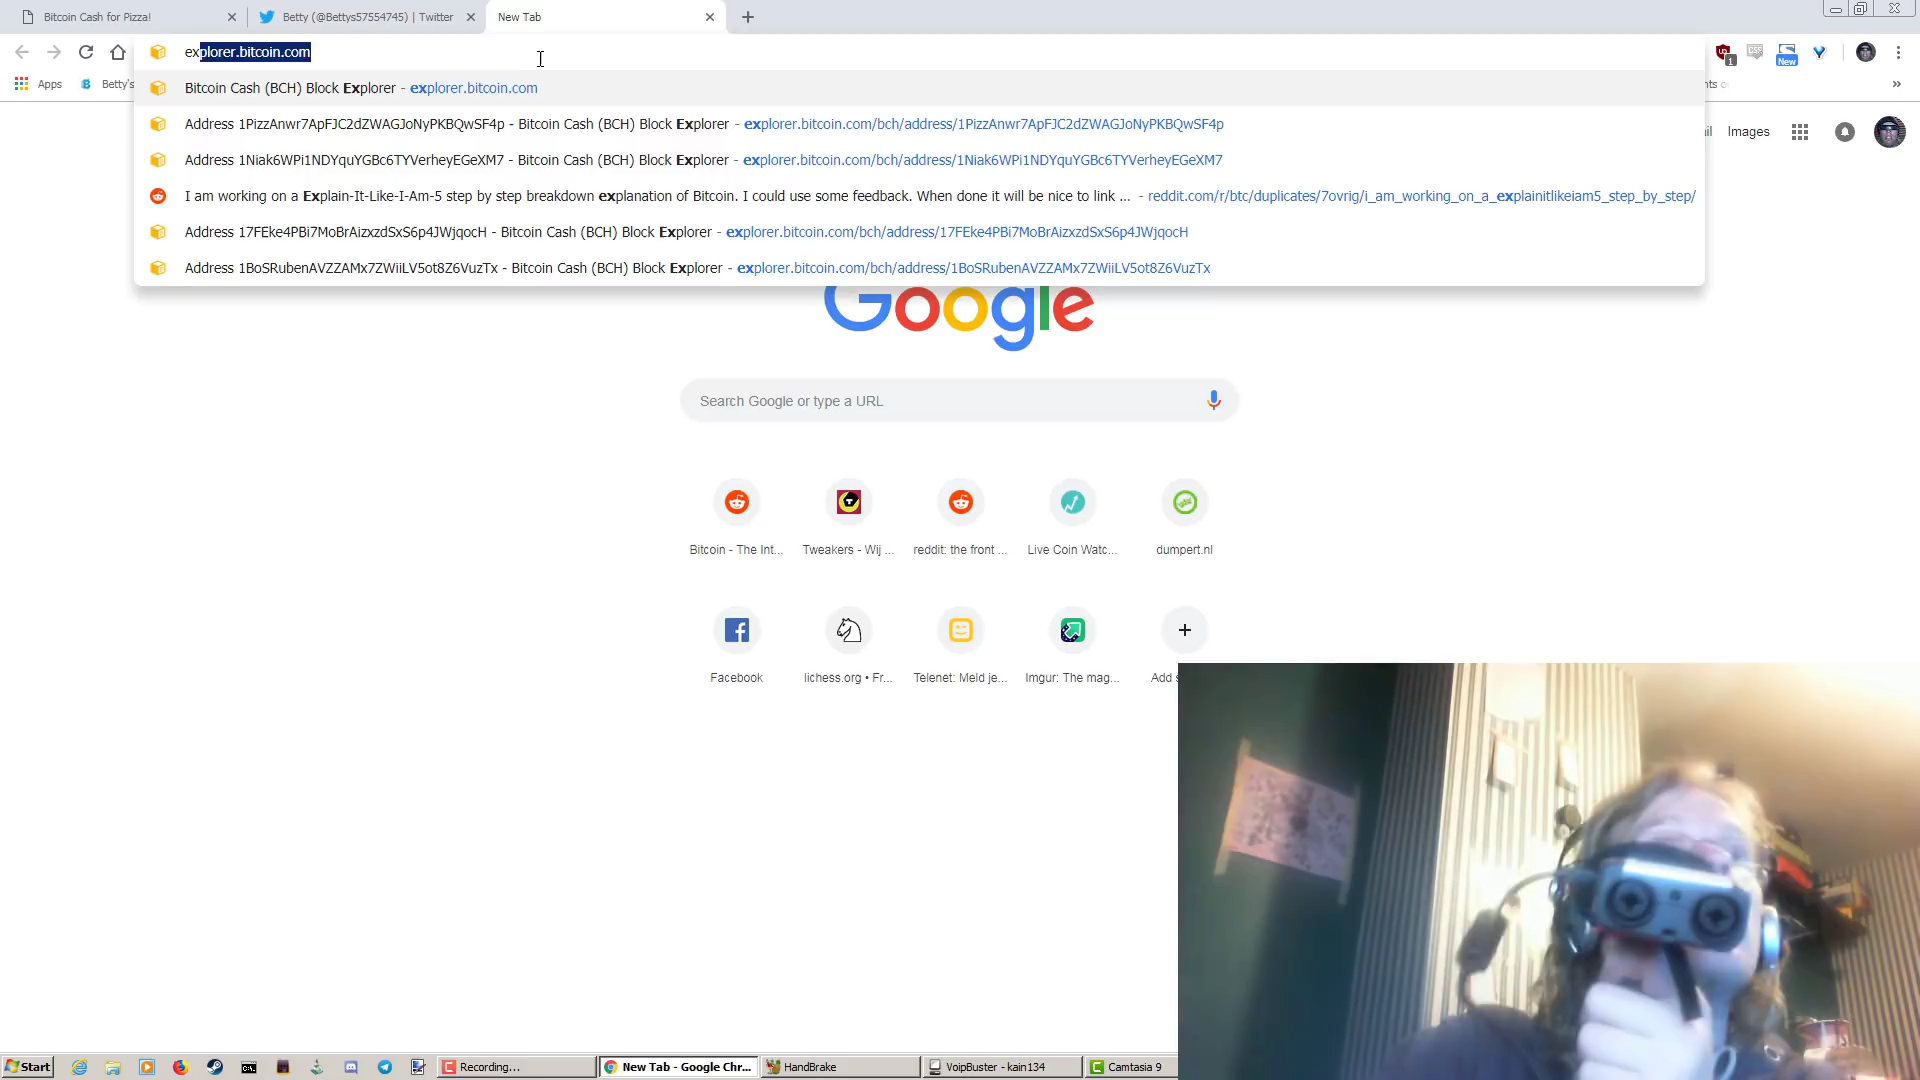 Bitcoin Cash for Pizza!
Betty (@Bettys57554745) | Twitter
New Tab
explorer.bitcoin.com
1
New
Bitcoin Cash (BCH) Block Explorer - explorer.bitcoin.com
Apps
Betty's
»
Address 1PizzAnwr7ApFJC2dZWAGJoNyPKBQwSF4p - Bitcoin Cash (BCH) Block Explorer - explorer.bitcoin.com/bch/address/1PizzAnwr7ApFJC2dZWAGJoNyPKBQwSF4p
Images
Address 1Niak6WPi1NDYquYGBc6TYVerheyEGeXM7 - Bitcoin Cash (BCH) Block Explorer - explorer.bitcoin.com/bch/address/1Niak6WPi1NDYquYGBc6TYVerheyEGeXM7
I am working on a Explain-It-Like-I-Am-5 step by step breakdown explanation of Bitcoin. I could use some feedback. When done it will be nice to link ... - reddit.com/r/btc/duplicates/7ovrig/i_am_working_on_a_explainitlikeiam5_step_by_step/
Address 17FEke4PBi7MoBrAizxzdSxS6p4JWjqocH - Bitcoin Cash (BCH) Block Explorer - explorer.bitcoin.com/bch/address/17FEke4PBi7MoBrAizxzdSxS6p4JWjqocH
Address 1BoSRubenAVZZAMx7ZWiiLV5ot8Z6VuzTx - Bitcoin Cash (BCH) Block Explorer - explorer.bitcoin.com/bch/address/1BoSRubenAVZZAMx7ZWiiLV5ot8Z6VuzTx
Google
Search Google or type a URL
Bitcoin - The Int...
Tweakers - Wij ...
reddit: the front ...
Live Coin Watc...
dumpert.nl
Facebook
lichess.org • Fr...
Telenet: Meld je...
Imgur: The mag...
Add
Start
Recording...
New Tab - Google Chr...
HandBrake
VoipBuster - kain134
Camtasia 9